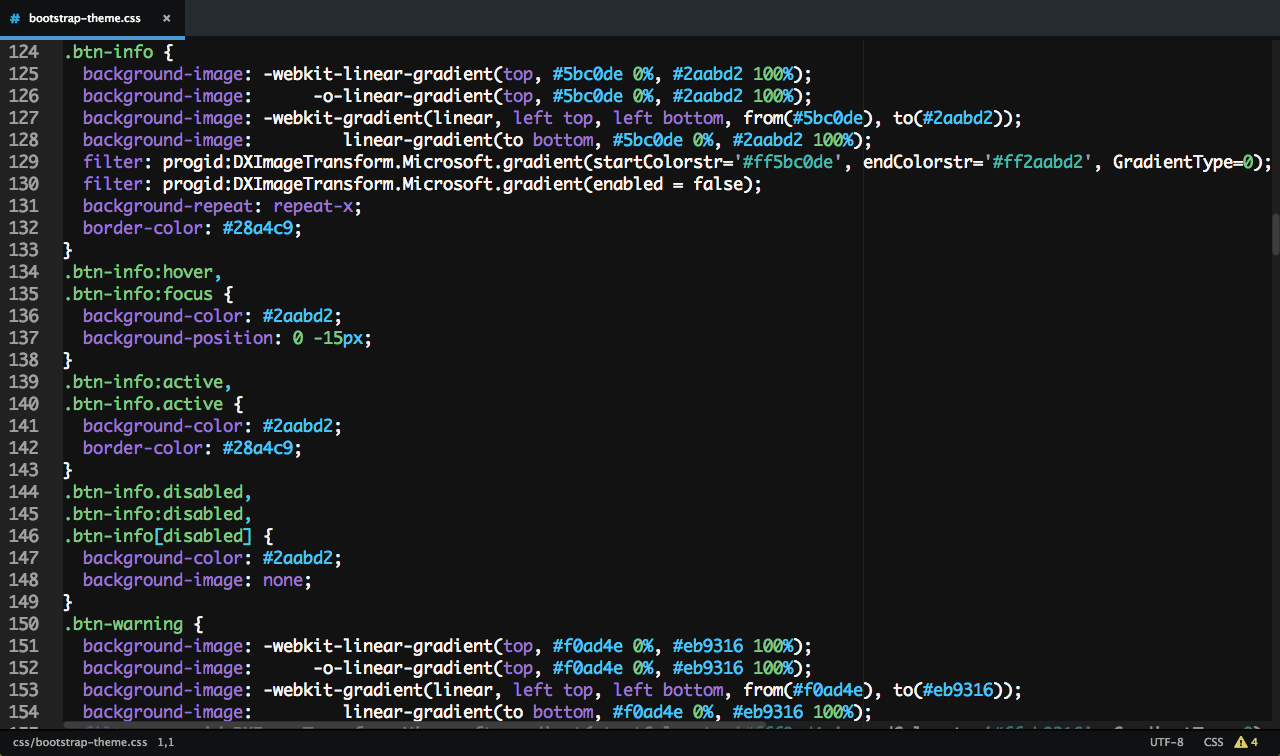 # bootstrap-theme.css ×
124 .btn-info {
125 background-image: -webkit-linear-gradient(top, #5bc0de 0%, #2aabd2 100%);
126 background-image:      -o-linear-gradient(top, #5bc0de 0%, #2aabd2 100%);
127 background-image: -webkit-gradient(linear, left top, left bottom, from(#5bc0de), to(#2aabd2));
128 background-image:         linear-gradient(to bottom, #5bc0de 0%, #2aabd2 100%);
129 filter: progid:DXImageTransform.Microsoft.gradient(startColorstr='#ff5bc0de', endColorstr='#ff2aabd2', GradientType=0);
130 filter: progid:DXImageTransform.Microsoft.gradient(enabled = false);
131 background-repeat: repeat-x;
132 border-color: #28a4c9;
133 }
134 .btn-info:hover,
135 .btn-info:focus {
136 background-color: #2aabd2;
137 background-position: 0 -15px;
138 }
139 .btn-info:active,
140 .btn-info.active {
141 background-color: #2aabd2;
142 border-color: #28a4c9;
143 }
144 .btn-info.disabled,
145 .btn-info:disabled,
146 .btn-info[disabled] {
147 background-color: #2aabd2;
148 background-image: none;
149 }
150 .btn-warning {
151 background-image: -webkit-linear-gradient(top, #f0ad4e 0%, #eb9316 100%);
152 background-image:      -o-linear-gradient(top, #f0ad4e 0%, #eb9316 100%);
153 background-image: -webkit-gradient(linear, left top, left bottom, from(#f0ad4e), to(#eb9316));
154 background-image:         linear-gradient(to bottom, #f0ad4e 0%, #eb9316 100%);
css/bootstrap-theme.css 1,1 UTF-8 CSS 4